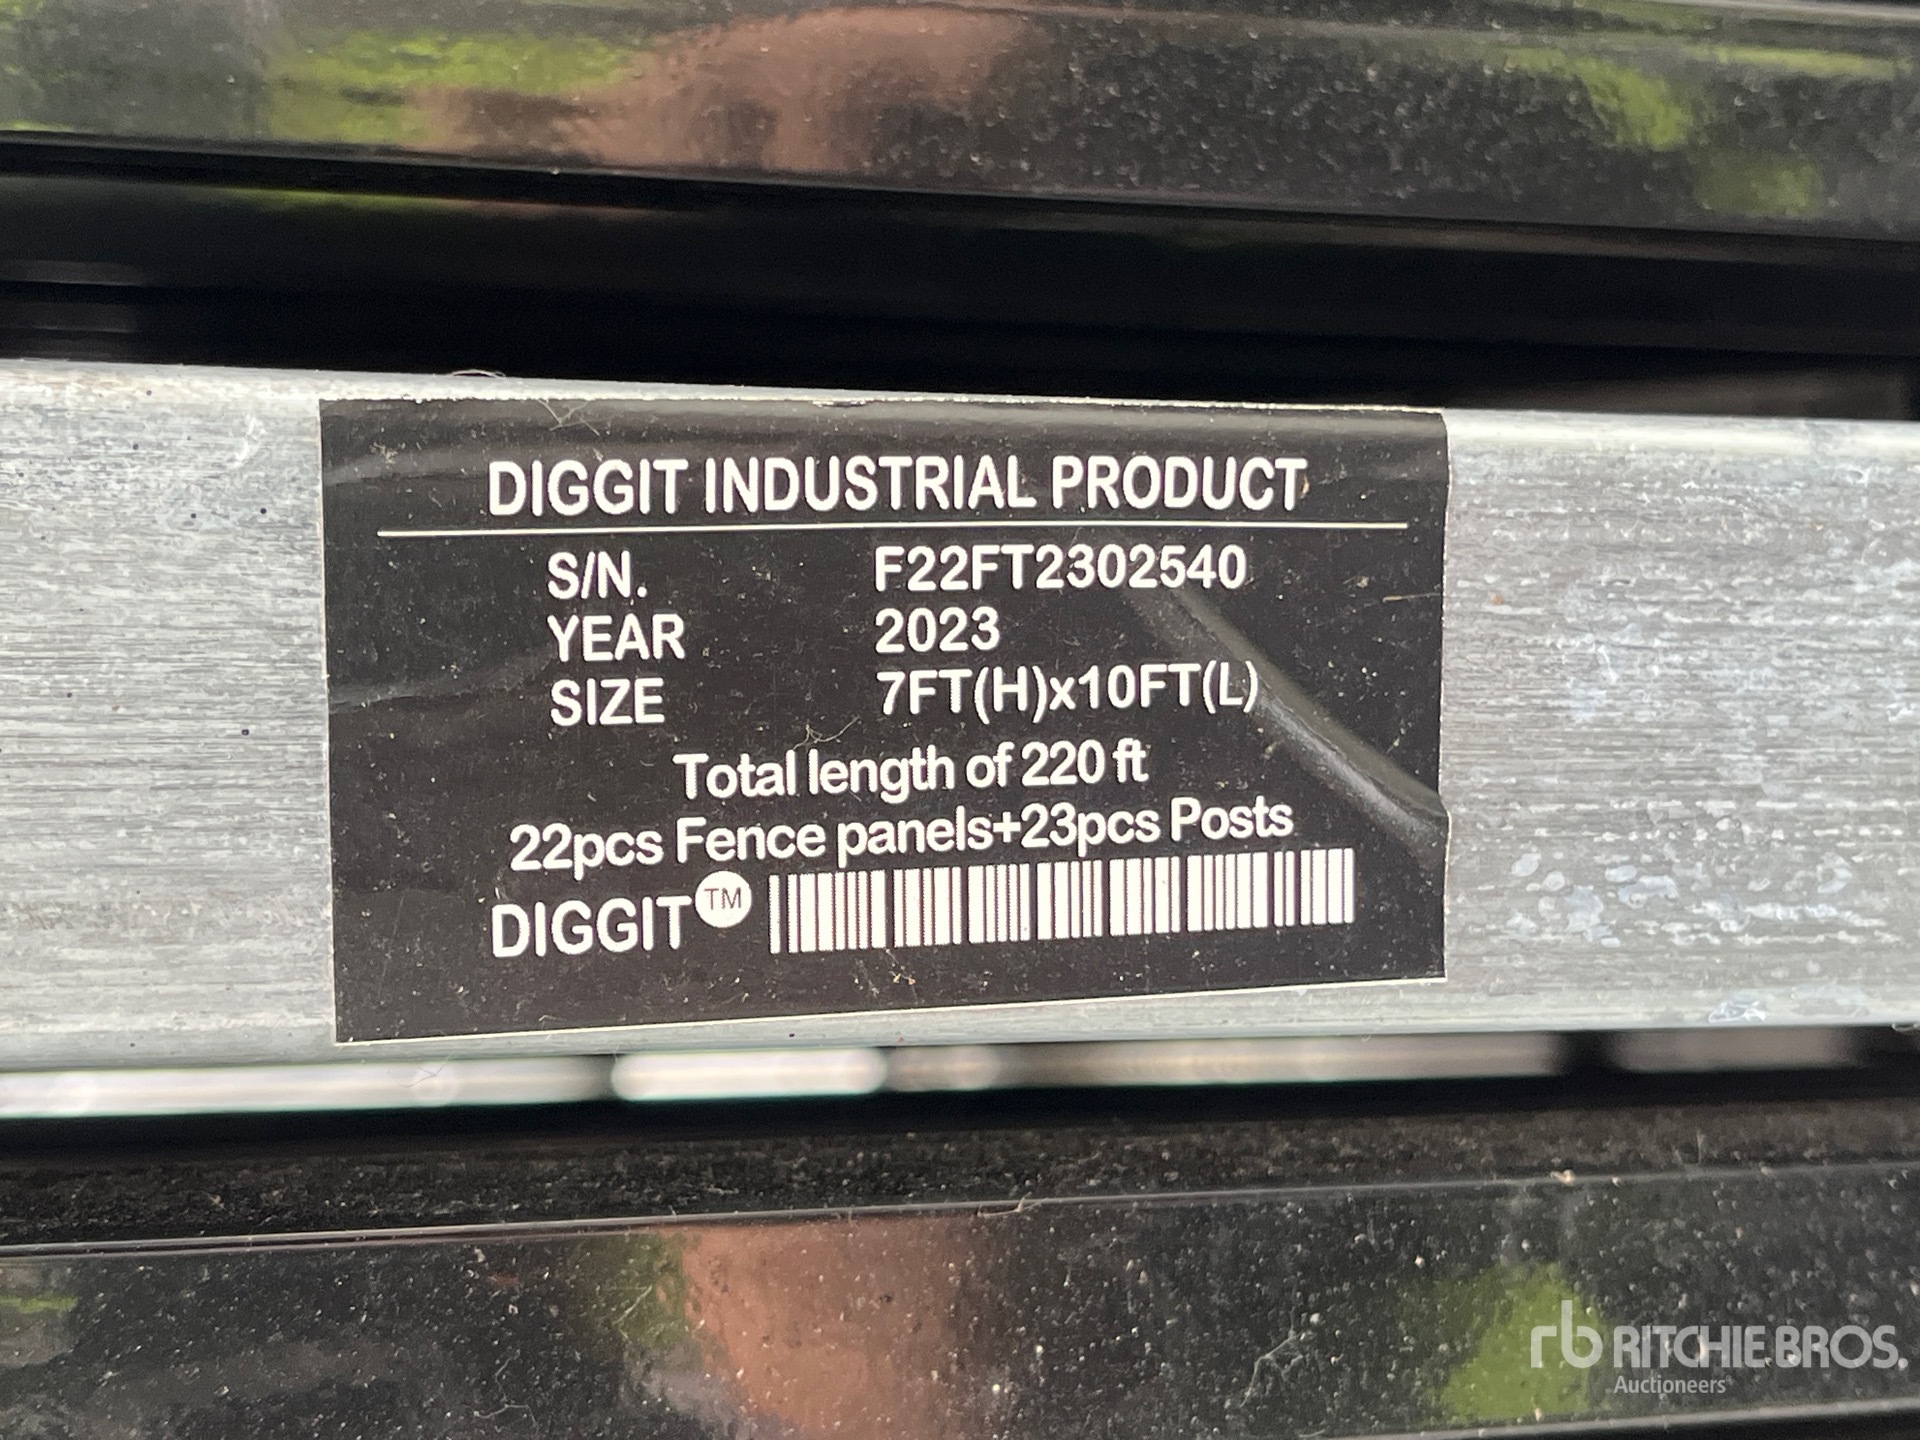 DIGGIT INDUSTRIAL PRODUCT
S/N. F22FT2302540
YEAR 2023
SIZE 7FT(H)x10FT(L)
Total length of 220 ft
22pcs Fence panels+23pcs Posts
DIGGIT TM
rb RITCHIE BROS.
Auctioneers